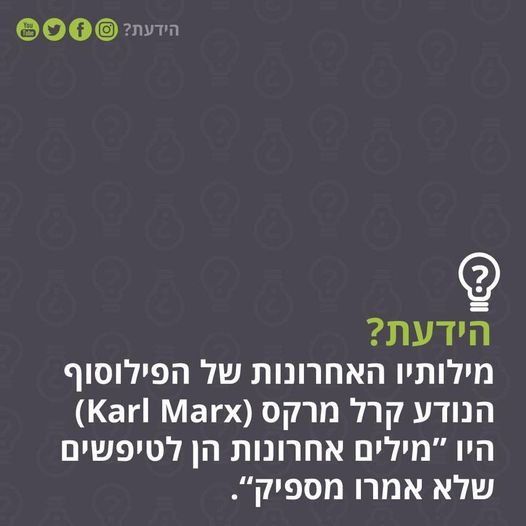 הידעת?
הידעת?
מילותיו האחרונות של הפילוסוף
הנודע קרל מרקס (Karl Marx)
היו ”מילים אחרונות הן לטיפשים
שלא אמרו מספיק“.